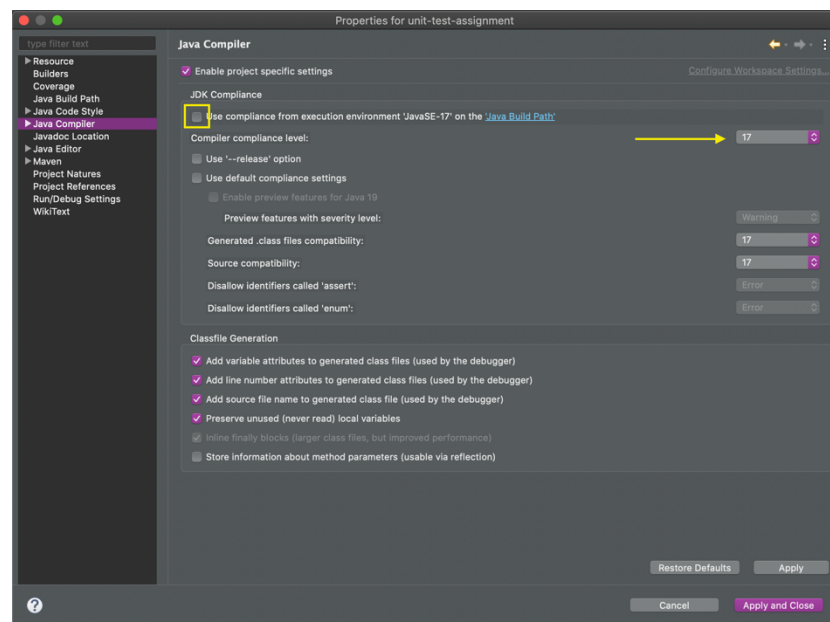 Properties for unit-test-assignment
type filter text
Resource
Builders
Coverage
Java Build Path
Java Code Style
Java Compiler
Javadoc Location
Java Editor
Maven
Project Natures
Project References
Run/Debug Settings
WikiText
Java Compiler
Enable project specific settings
Configure Workspace Settings...
JDK Compliance
Use compliance from execution environment 'JavaSE-17' on the 'Java Build Path'
Compiler compliance level: 17
Use '--release' option
Use default compliance settings
Enable preview features for Java 19
Preview features with severity level: Warning
Generated .class files compatibility: 17
Source compatibility: 17
Disallow identifiers called 'assert': Error
Disallow identifiers called 'enum': Error
Classfile Generation
Add variable attributes to generated class files (used by the debugger)
Add line number attributes to generated class files (used by the debugger)
Add source file name to generated class file (used by the debugger)
Preserve unused (never read) local variables
Inline finally blocks (larger class files, but improved performance)
Store information about method parameters (usable via reflection)
Restore Defaults Apply
? Cancel Apply and Close